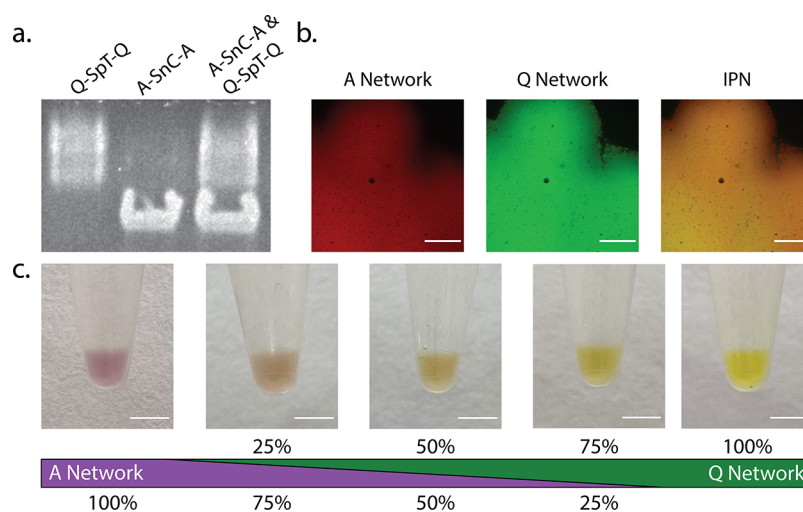 a.
Q-SpT-Q
A-SnC-A
A-SnC-A &
Q-SpT-Q
b.
A Network
Q Network
IPN
c.
25%
50%
75%
100%
A Network
Q Network
100%
75%
50%
25%